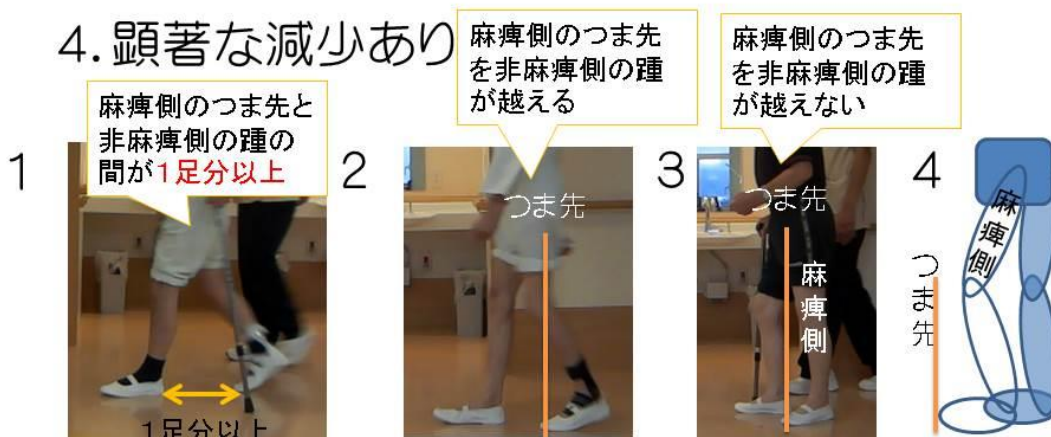 4.顕著な減少あり
麻痺側のつま先と
非麻痺側の踵の
間が1足分以上
麻痺側のつま先
を非麻痺側の踵
が越える
麻痺側のつま先
を非麻痺側の踵
が越えない
1
1足分以上
2
つま先
3
つま先
麻痺側
4
麻痺側
つま先